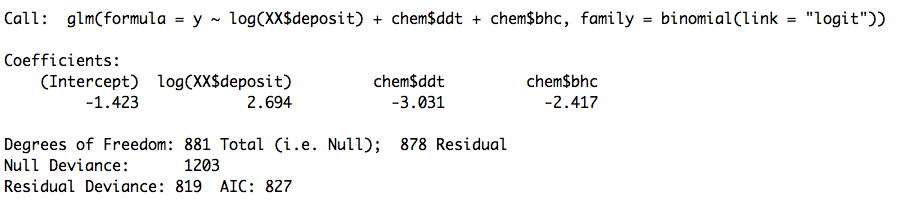 Call:  glm(formula = y ~ log(XX$deposit) + chem$ddt + chem$bhc, family = binomial(link = "logit"))
Coefficients:
    (Intercept)  log(XX$deposit)         chem$ddt         chem$bhc
         -1.423            2.694           -3.031           -2.417
Degrees of Freedom: 881 Total (i.e. Null);  878 Residual
Null Deviance:      1203
Residual Deviance: 819  AIC: 827